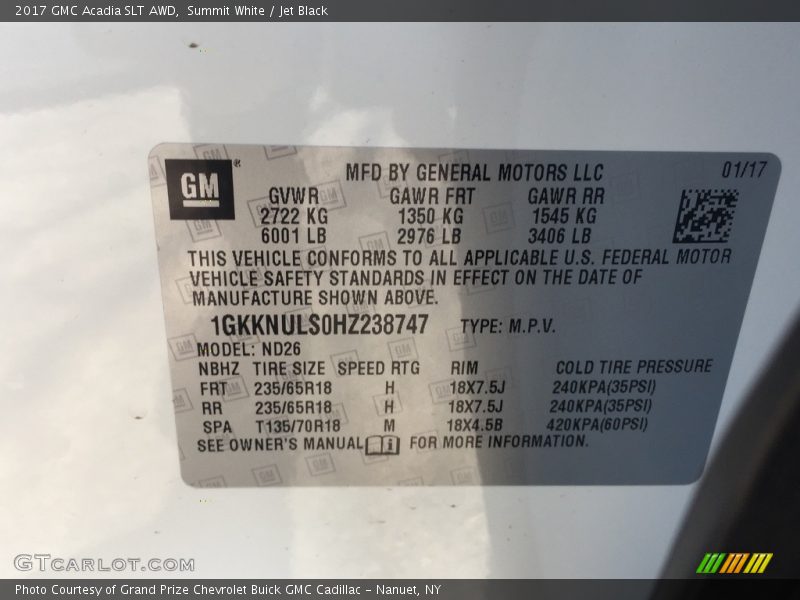 2017 GMC Acadia SLT AWD, Summit White / Jet Black
GM ® MFD BY GENERAL MOTORS LLC 01/17
GVWR GAWR FRT GAWR RR
2722 KG 1350 KG 1545 KG
6001 LB 2976 LB 3406 LB
THIS VEHICLE CONFORMS TO ALL APPLICABLE U.S. FEDERAL MOTOR
VEHICLE SAFETY STANDARDS IN EFFECT ON THE DATE OF
MANUFACTURE SHOWN ABOVE.
1GKKNULS0HZ238747 TYPE: M.P.V.
MODEL: ND26
NBHZ TIRE SIZE SPEED RTG RIM COLD TIRE PRESSURE
FRT 235/65R18 H 18X7.5J 240KPA(35PSI)
RR 235/65R18 H 18X7.5J 240KPA(35PSI)
SPA T135/70R18 M 18X4.5B 420KPA(60PSI)
SEE OWNER'S MANUAL i FOR MORE INFORMATION.
GTCARLOT.COM
Photo Courtesy of Grand Prize Chevrolet Buick GMC Cadillac - Nanuet, NY